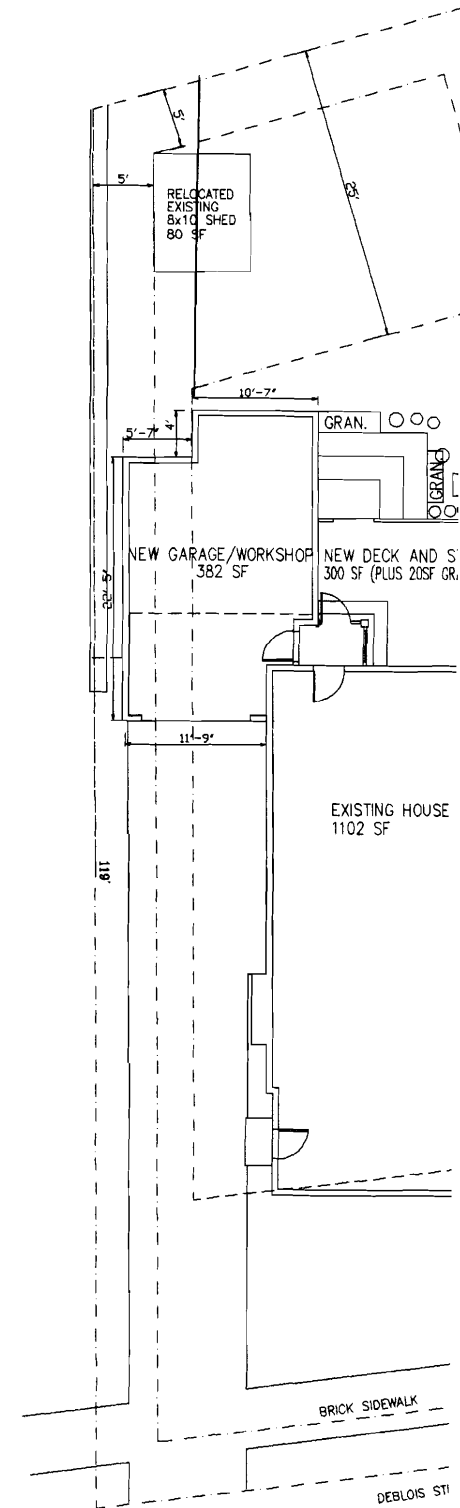 5'
5'
RELOCATED
EXISTING
8x10 SHED
80 SF
25'
10'-7"
5'-7"
4'
GRAN.
GRAN
NEW GARAGE/WORKSHOP
382 SF
NEW DECK AND S
300 SF (PLUS 20SF GR
22'-5"
11'-9"
EXISTING HOUSE
1102 SF
119'
BRICK SIDEWALK
DEBLOIS ST